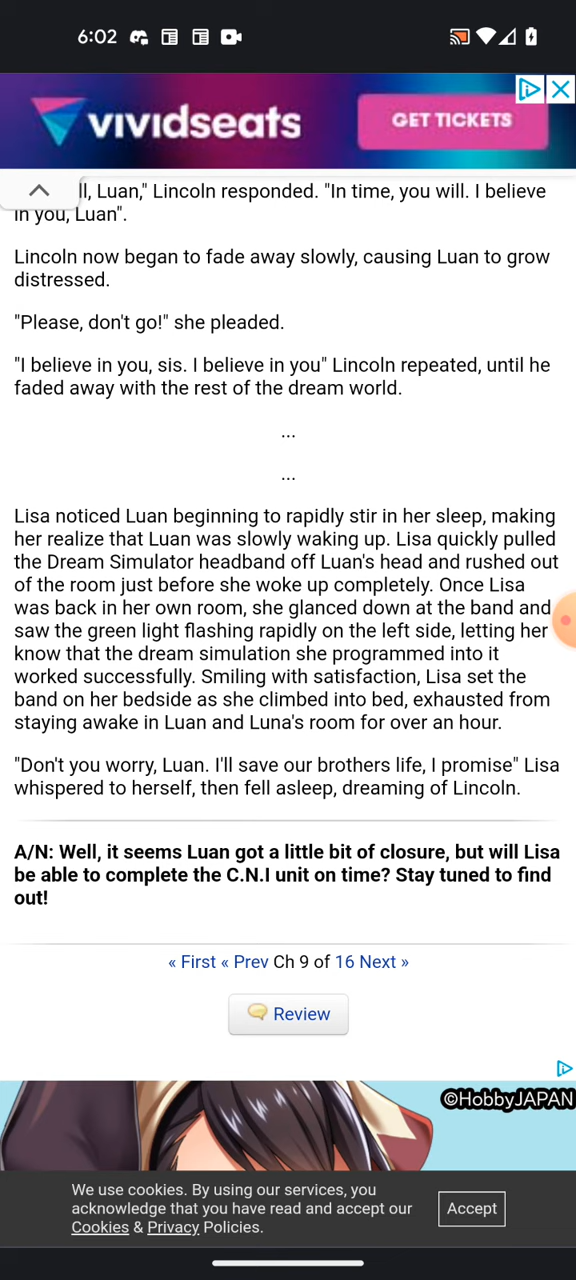 6:02
vividseats
GET TICKETS
ll, Luan," Lincoln responded. "In time, you will. I believe
in you, Luan".
Lincoln now began to fade away slowly, causing Luan to grow
distressed.
"Please, don't go!" she pleaded.
"I believe in you, sis. I believe in you" Lincoln repeated, until he
faded away with the rest of the dream world.
...
...
Lisa noticed Luan beginning to rapidly stir in her sleep, making
her realize that Luan was slowly waking up. Lisa quickly pulled
the Dream Simulator headband off Luan's head and rushed out
of the room just before she woke up completely. Once Lisa
was back in her own room, she glanced down at the band and
saw the green light flashing rapidly on the left side, letting her
know that the dream simulation she programmed into it
worked successfully. Smiling with satisfaction, Lisa set the
band on her bedside as she climbed into bed, exhausted from
staying awake in Luan and Luna's room for over an hour.
"Don't you worry, Luan. I'll save our brothers life, I promise" Lisa
whispered to herself, then fell asleep, dreaming of Lincoln.
A/N: Well, it seems Luan got a little bit of closure, but will Lisa
be able to complete the C.N.I unit on time? Stay tuned to find
out!
« First « Prev Ch 9 of 16 Next »
Review
©HobbyJAPAN
We use cookies. By using our services, you
acknowledge that you have read and accept our
Cookies & Privacy Policies.
Accept